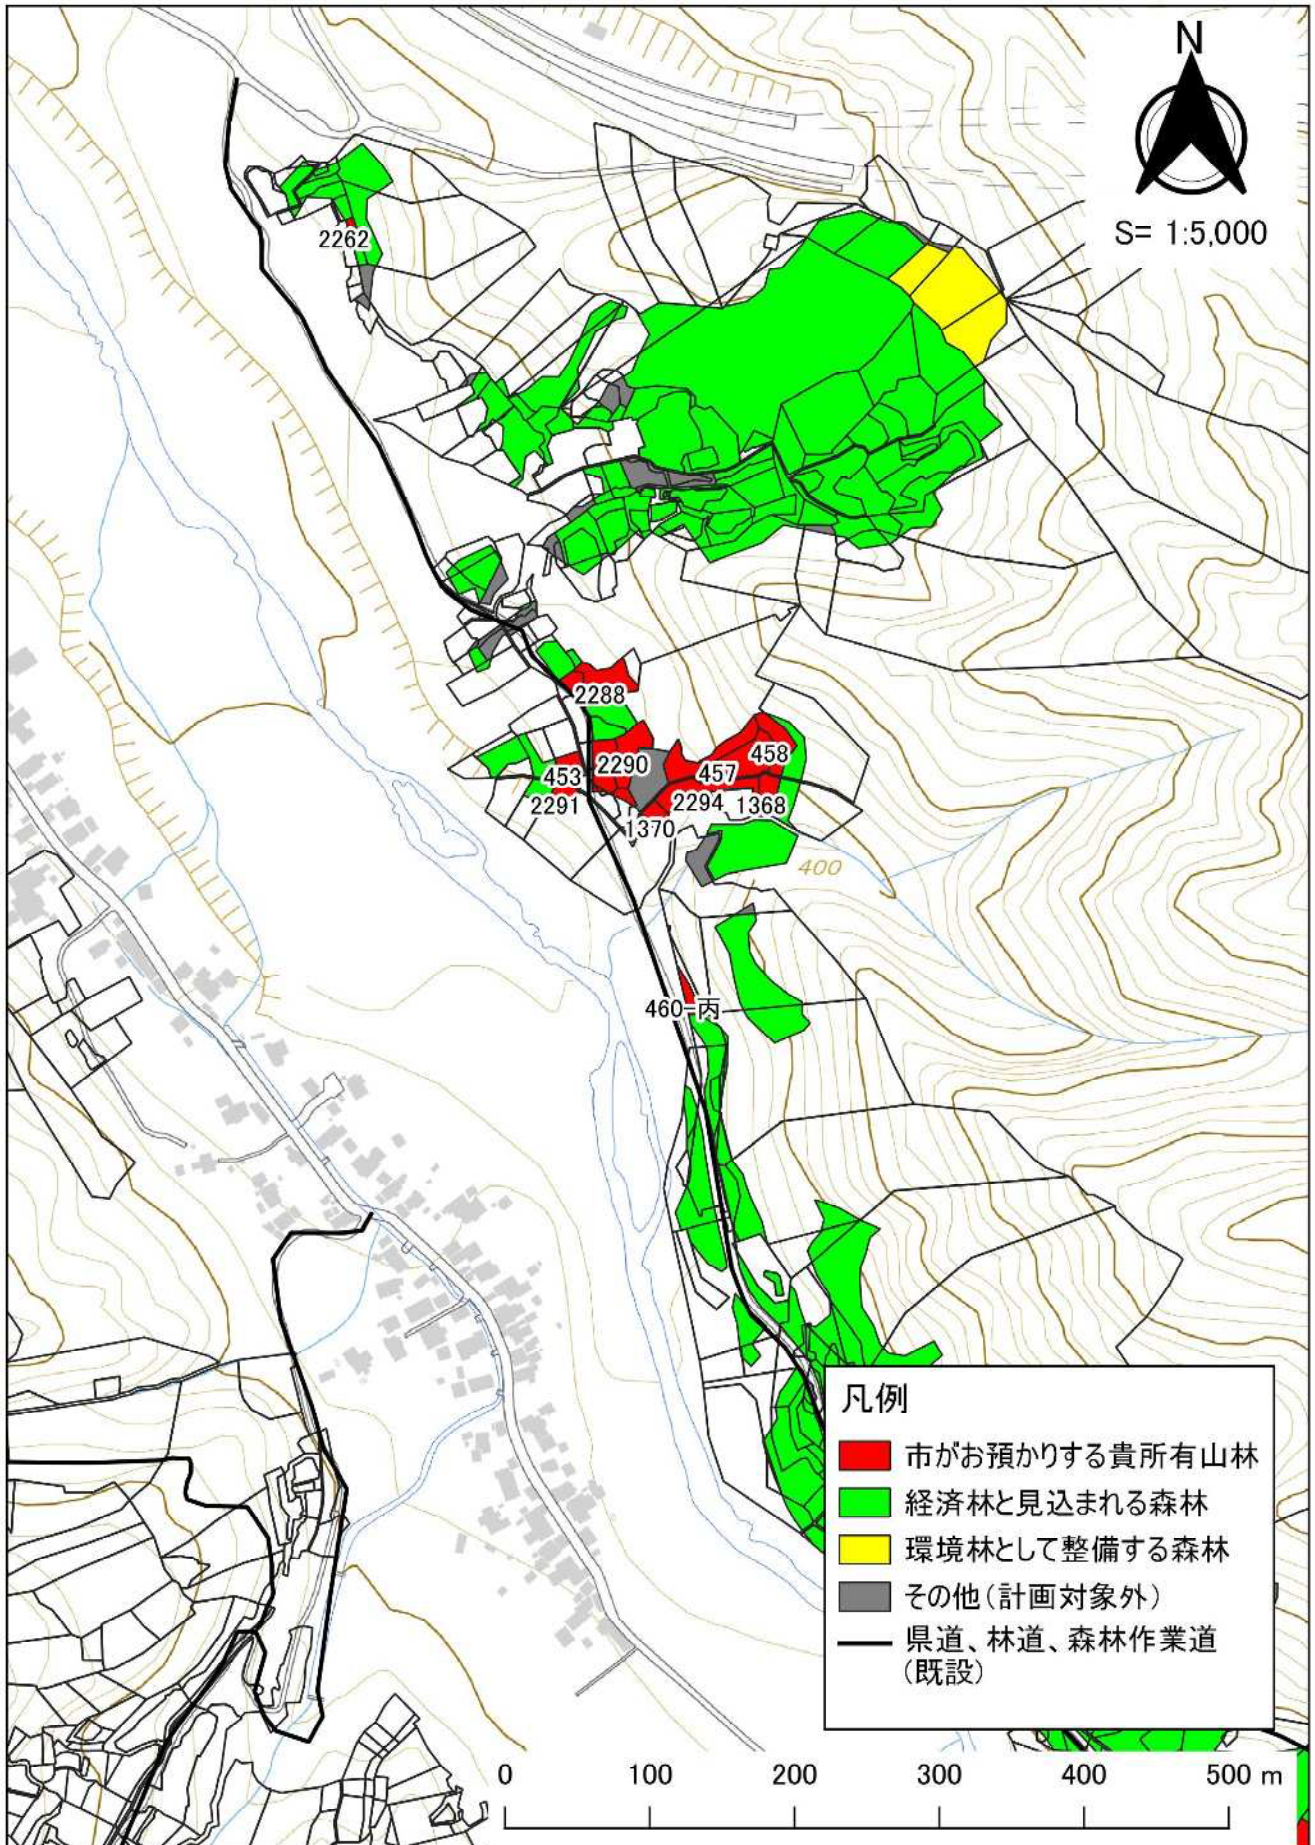 N
S= 1:5,000
2262
2288
2290
458
453
457
2291
2294
1368
1370
400
460-丙
凡例
市がお預かりする貴所有山林
経済林と見込まれる森林
環境林として整備する森林
その他(計画対象外)
県道、林道、森林作業道
(既設)
0 100 200 300 400 500 m